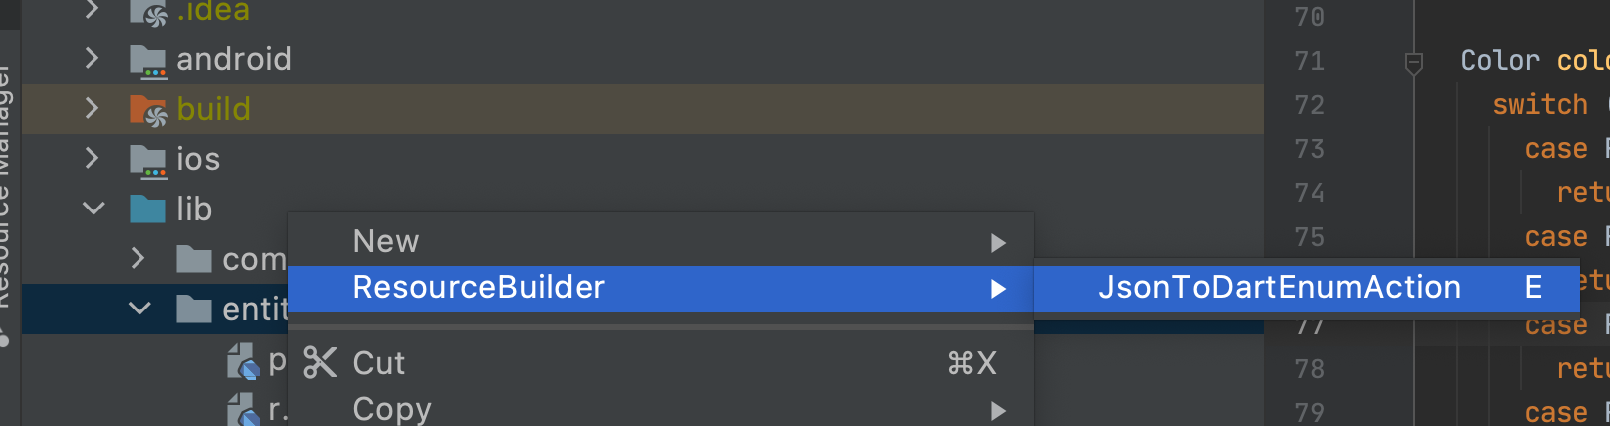 .idea
android
build
ios
lib
com
entit
p
r.
Resource Manager
New
ResourceBuilder
JsonToDartEnumAction E
Cut ⌘X
Copy
70
71 Color colo
72 switch (
73 case
74 retu
75 case
etu
77 case
78 retu
79 case